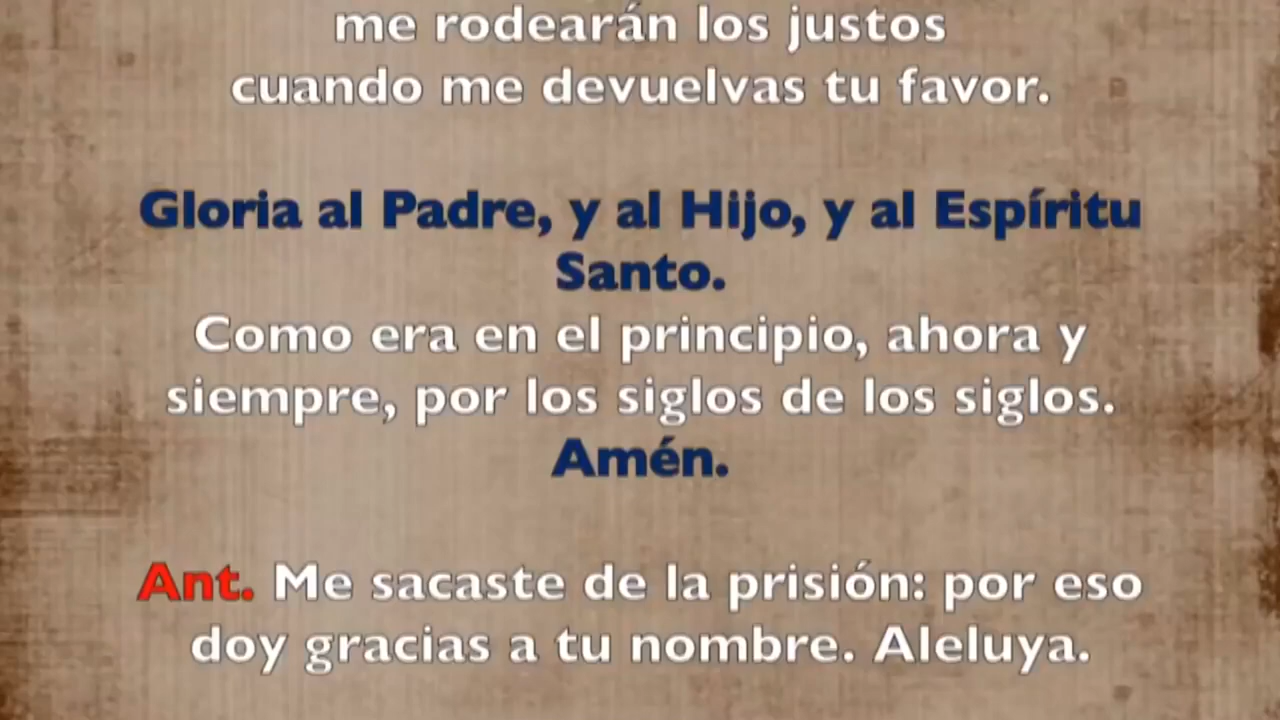 me rodearán los justos
cuando me devuelvas tu favor.
Gloria al Padre, y al Hijo, y al Espíritu
Santo.
Como era en el principio, ahora y
siempre, por los siglos de los siglos.
Amén.
Ant. Me sacaste de la prisión: por eso
doy gracias a tu nombre. Aleluya.